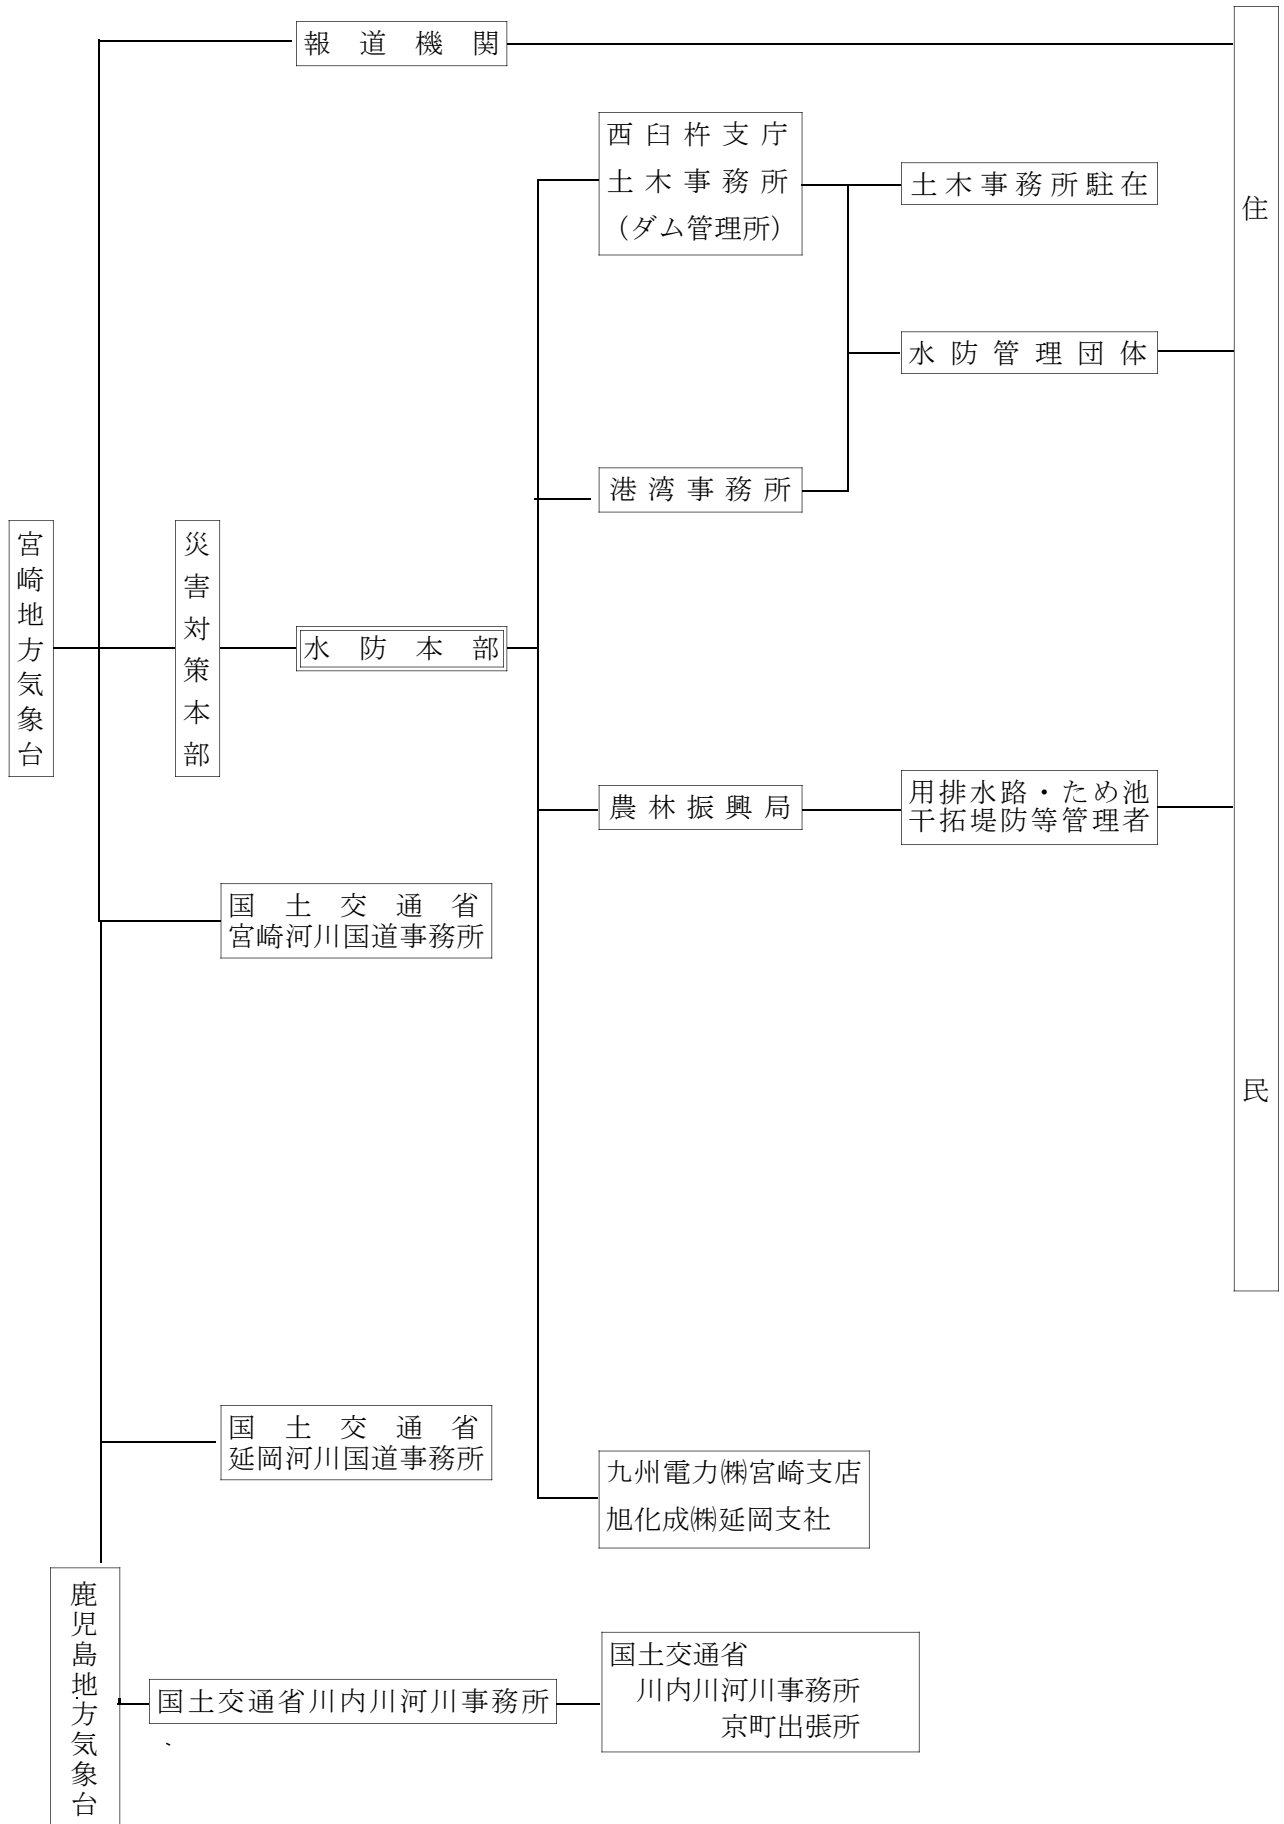 報道機関
西臼杵支庁
土木事務所
（ダム管理所）
土木事務所駐在
住民
水防管理団体
港湾事務所
宮崎地方気象台
災害対策本部
水防本部
農林振興局
用排水路・ため池
干拓堤防等管理者
国土交通省
宮崎河川国道事務所
国土交通省
延岡河川国道事務所
九州電力㈱宮崎支店
旭化成㈱延岡支社
鹿児島地方気象台
国土交通省川内川河川事務所
国土交通省
川内川河川事務所
京町出張所